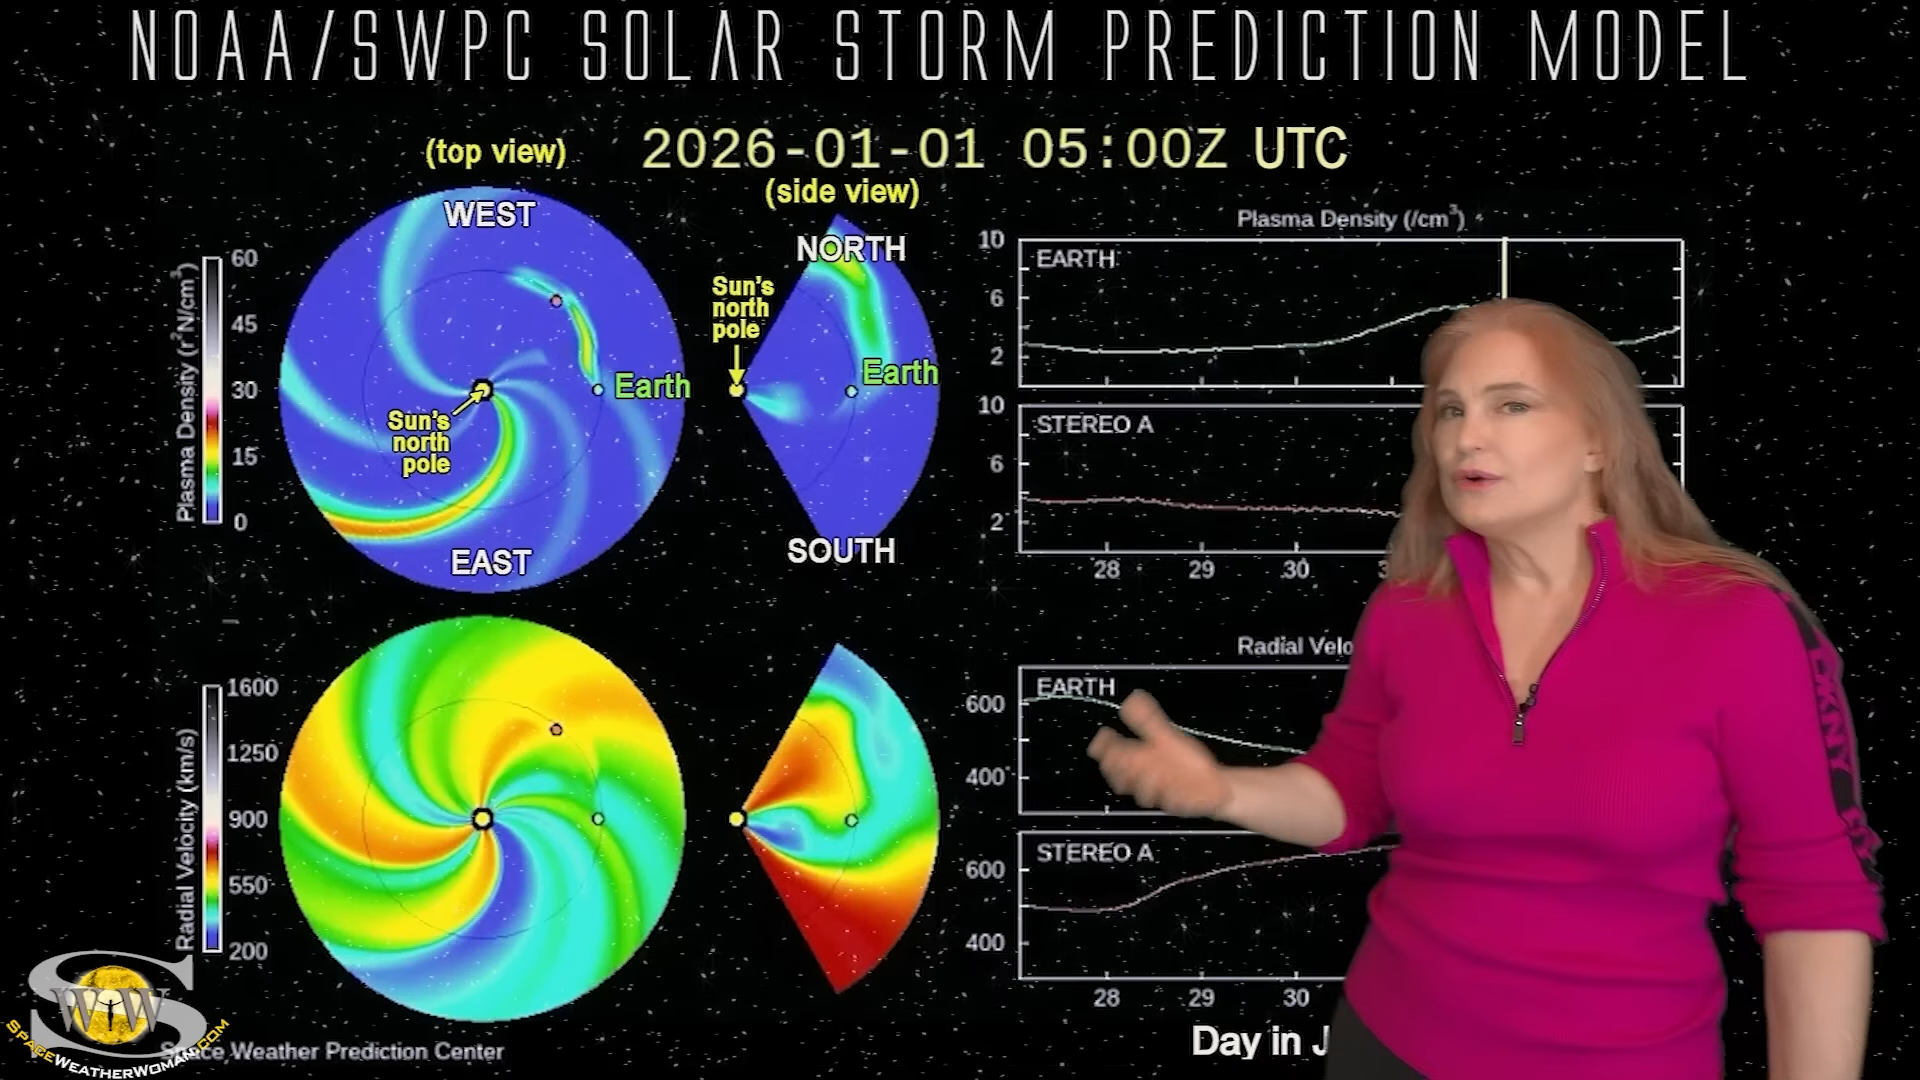 NOAA/SWPC SOLAR STORM PREDICTION MODEL
2026-01-01 05:00Z UTC
(top view)
(side view)
WEST
EAST
Sun's
north
pole
Earth
NORTH
SOUTH
Sun's
north
pole
Earth
Plasma Density (r²N/cm³)
60
45
30
15
0
Plasma Density (/cm³)
EARTH
10
6
2
STEREO A
10
6
2
28
29
30
Radial Velocity (km/s)
1600
1250
900
550
200
Radial Velo
EARTH
600
400
STEREO A
600
400
28
29
30
Day in J
Space Weather Prediction Center
SWW
SPACEWEATHERWOMAN.COM
DKNY